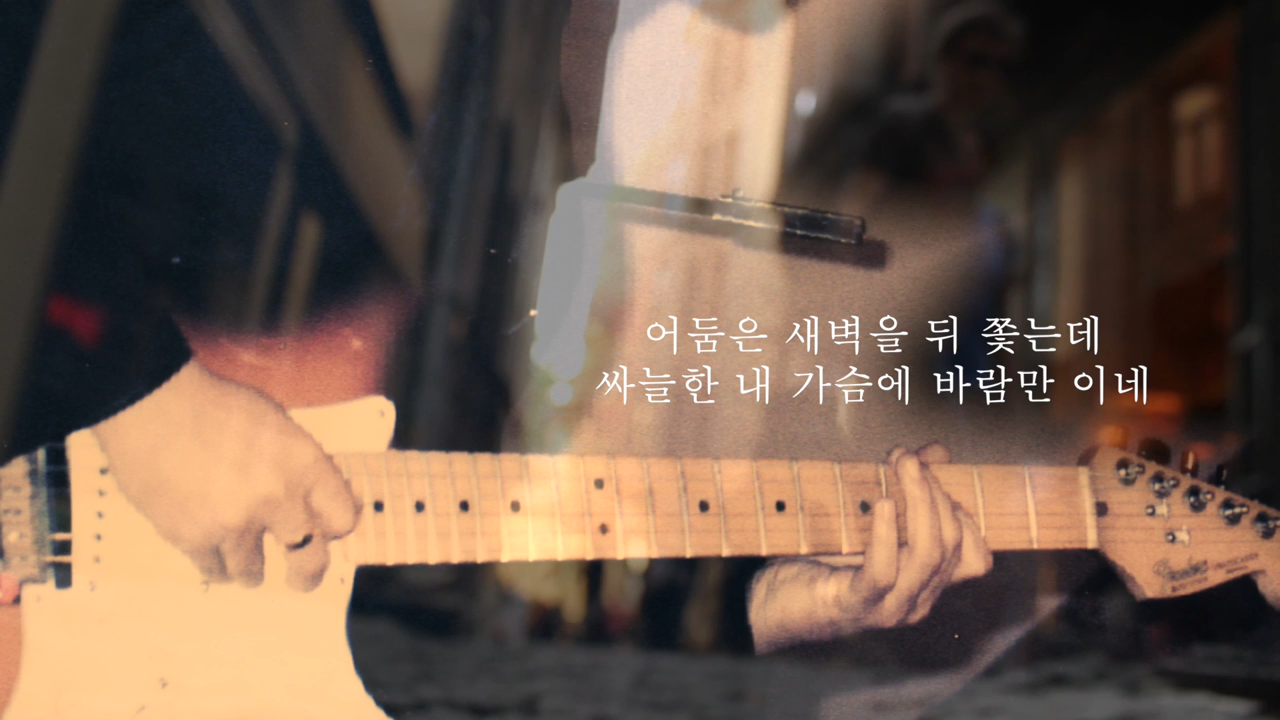 어둠은 새벽을 뒤 쫓는데
싸늘한 내 가슴에 바람만 이네
Fender